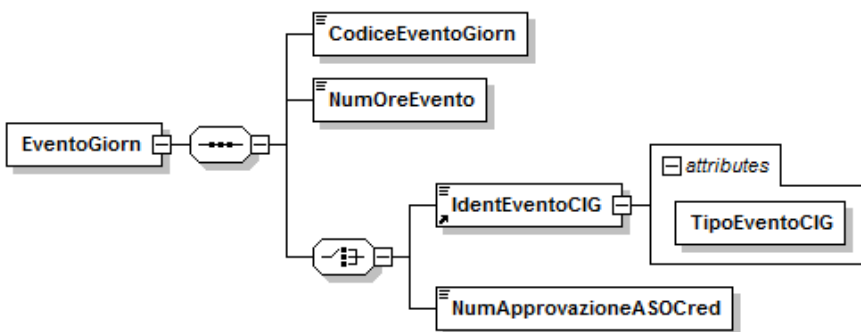 CodiceEventoGiorn
NumOreEvento
EventoGiorn
attributes
IdentEventoCIG
TipoEventoCIG
NumApprovazioneASOCred